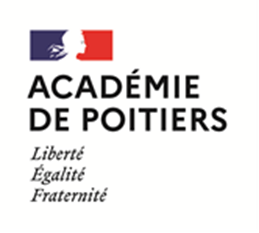 ACADÉMIE
DE POITIERS
Liberté
Égalité
Fraternité